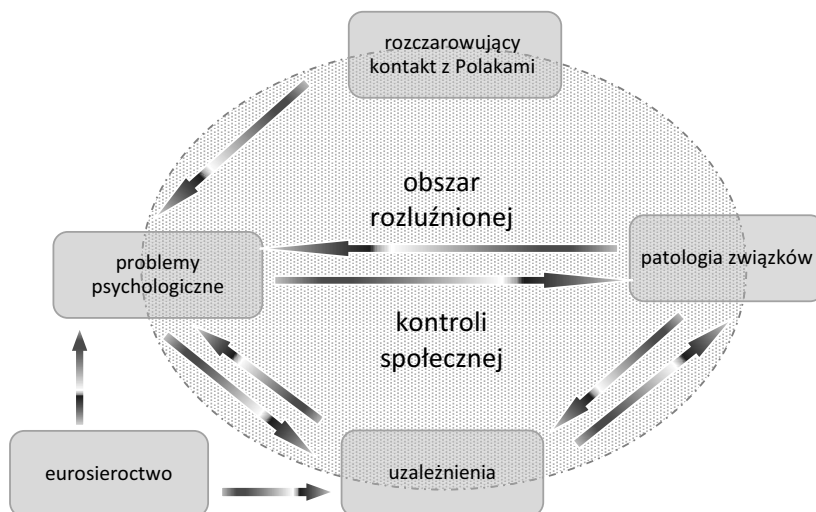 rozczarowujący
kontakt z Polakami
obszar
rozluźnionej
problemy
psychologiczne
patologia związków
kontroli
społecznej
eurosieroctwo
uzależnienia